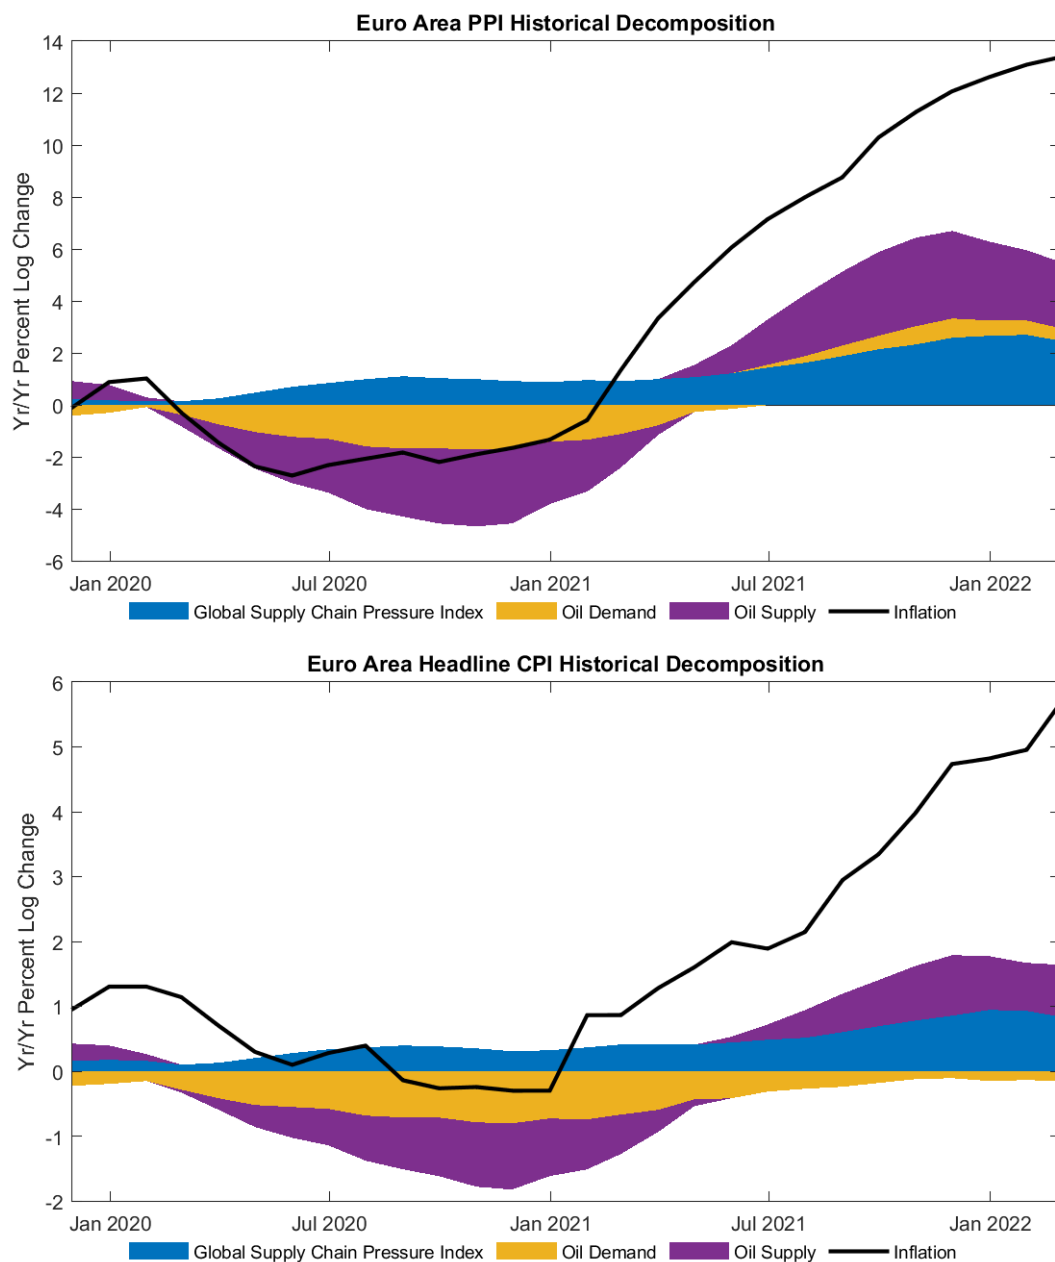 Euro Area PPI Historical Decomposition
Yr/Yr Percent Log Change
14
12
10
8
6
4
2
0
-2
-4
-6
Jan 2020 Jul 2020 Jan 2021 Jul 2021 Jan 2022
Global Supply Chain Pressure Index Oil Demand Oil Supply Inflation
Euro Area Headline CPI Historical Decomposition
Yr/Yr Percent Log Change
6
5
4
3
2
1
0
-1
-2
Jan 2020 Jul 2020 Jan 2021 Jul 2021 Jan 2022
Global Supply Chain Pressure Index Oil Demand Oil Supply Inflation